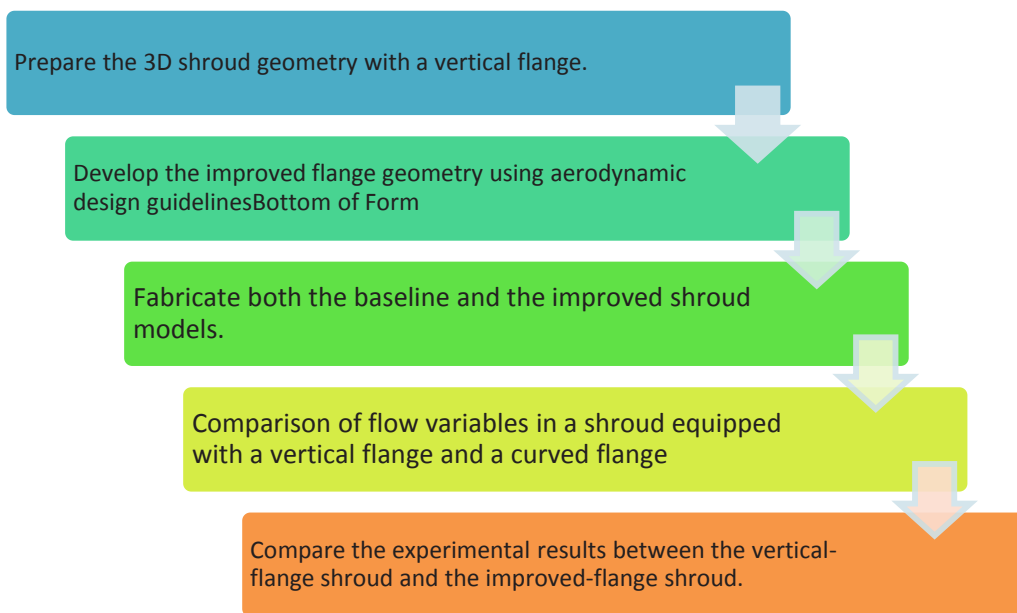 Prepare the 3D shroud geometry with a vertical flange.
Develop the improved flange geometry using aerodynamic
design guidelinesBottom of Form
Fabricate both the baseline and the improved shroud
models.
Comparison of flow variables in a shroud equipped
with a vertical flange and a curved flange
Compare the experimental results between the vertical-
flange shroud and the improved-flange shroud.